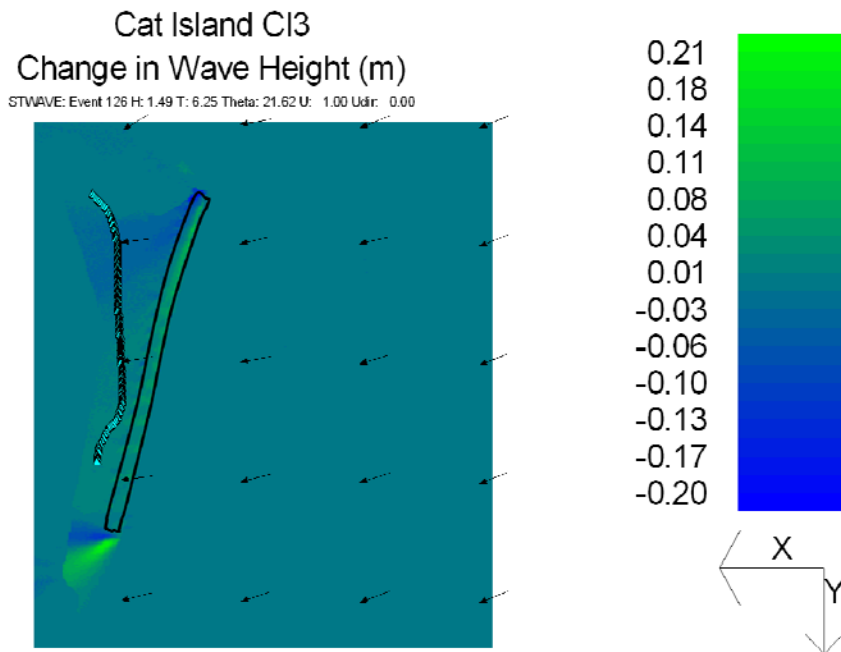 Cat Island CI3
Change in Wave Height (m)
STWAVE: Event 126 H: 1.49 T: 6.25 Theta: 21.62 U: 1.00 Udir: 0.00
0.21
0.18
0.14
0.11
0.08
0.04
0.01
-0.03
-0.06
-0.10
-0.13
-0.17
-0.20
X
Y